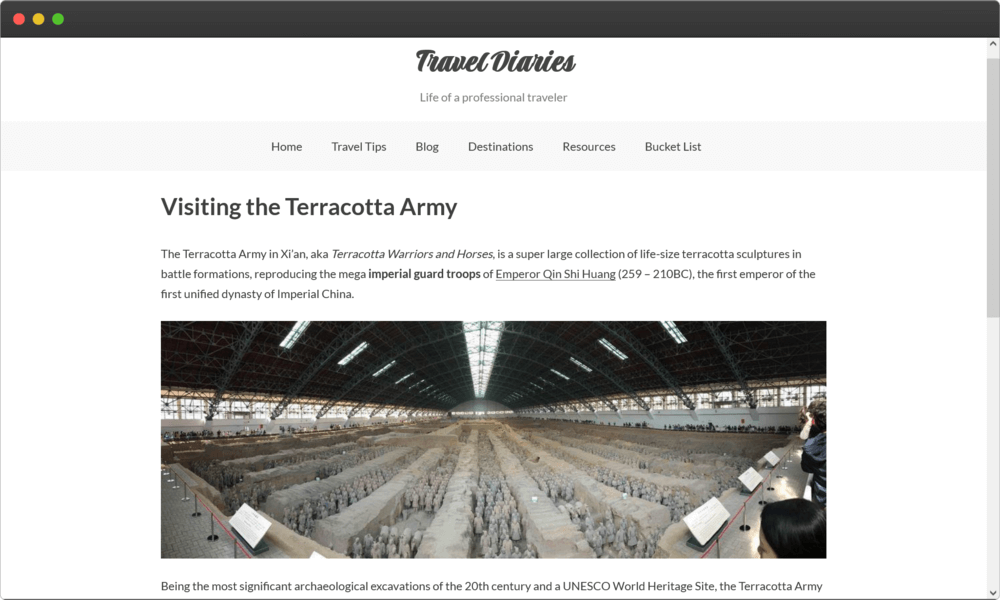 Travel Diaries
Life of a professional traveler
Home Travel Tips Blog Destinations Resources Bucket List
Visiting the Terracotta Army
The Terracotta Army in Xi’an, aka Terracotta Warriors and Horses, is a super large collection of life-size terracotta sculptures in
battle formations, reproducing the mega imperial guard troops of Emperor Qin Shi Huang (259 – 210BC), the first emperor of the
first unified dynasty of Imperial China.
Being the most significant archaeological excavations of the 20th century and a UNESCO World Heritage Site, the Terracotta Army